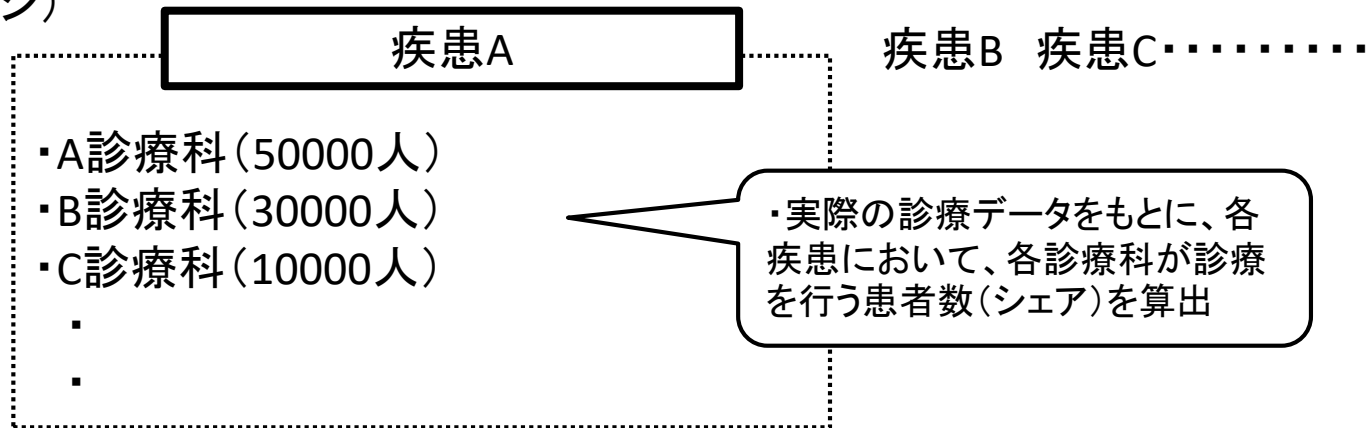 ジ)
疾患A
疾患B 疾患C・・・・・・・・・
・A診療科(50000人)
・B診療科(30000人)
・C診療科(10000人)
・
・
・実際の診療データをもとに、各
疾患において、各診療科が診療
を行う患者数(シェア)を算出